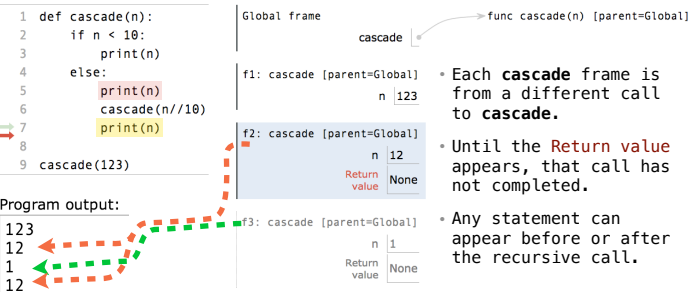 1 def cascade(n):
2 if n < 10:
3 print(n)
4 else:
5 print(n)
6 cascade(n//10)
7 print(n)
8
9 cascade(123)
Program output:
123
12
1
12
Global frame
cascade
func cascade(n) [parent=Global]
f1: cascade [parent=Global]
n 123
f2: cascade [parent=Global]
n 12
Return
value None
f3: cascade [parent=Global]
n 1
Return
value None
• Each cascade frame is
from a different call
to cascade.
• Until the Return value
appears, that call has
not completed.
• Any statement can
appear before or after
the recursive call.